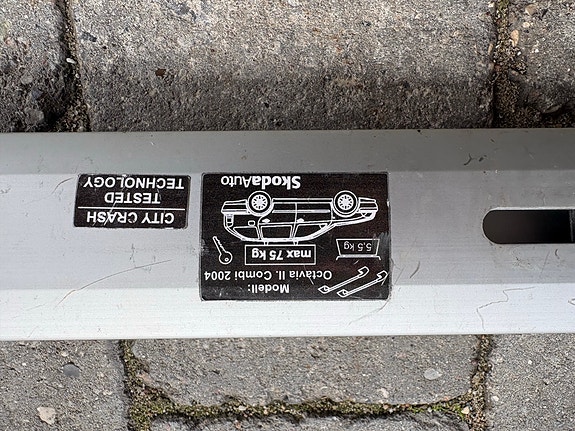 Modell:
Octavia II. Combi 2004
max 75 kg
5,5 kg
SkodaAuto
CITY CRASH
TESTED
TECHNOLOGY